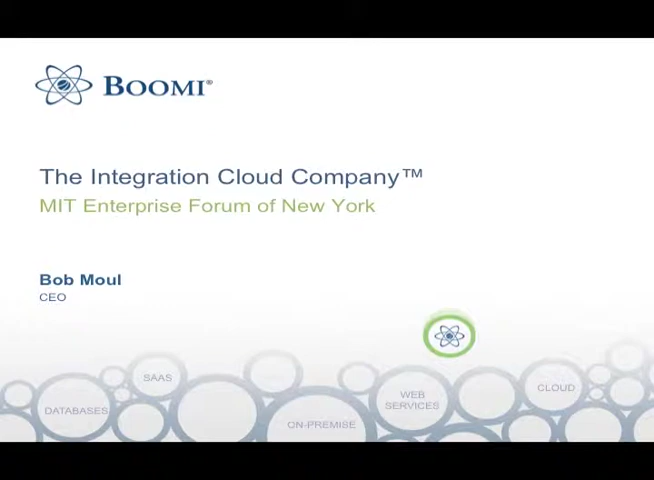 BOOMI®
The Integration Cloud Company™
MIT Enterprise Forum of New York
Bob Moul
CEO
SAAS
DATABASES
ON-PREMISE
WEB
SERVICES
CLOUD